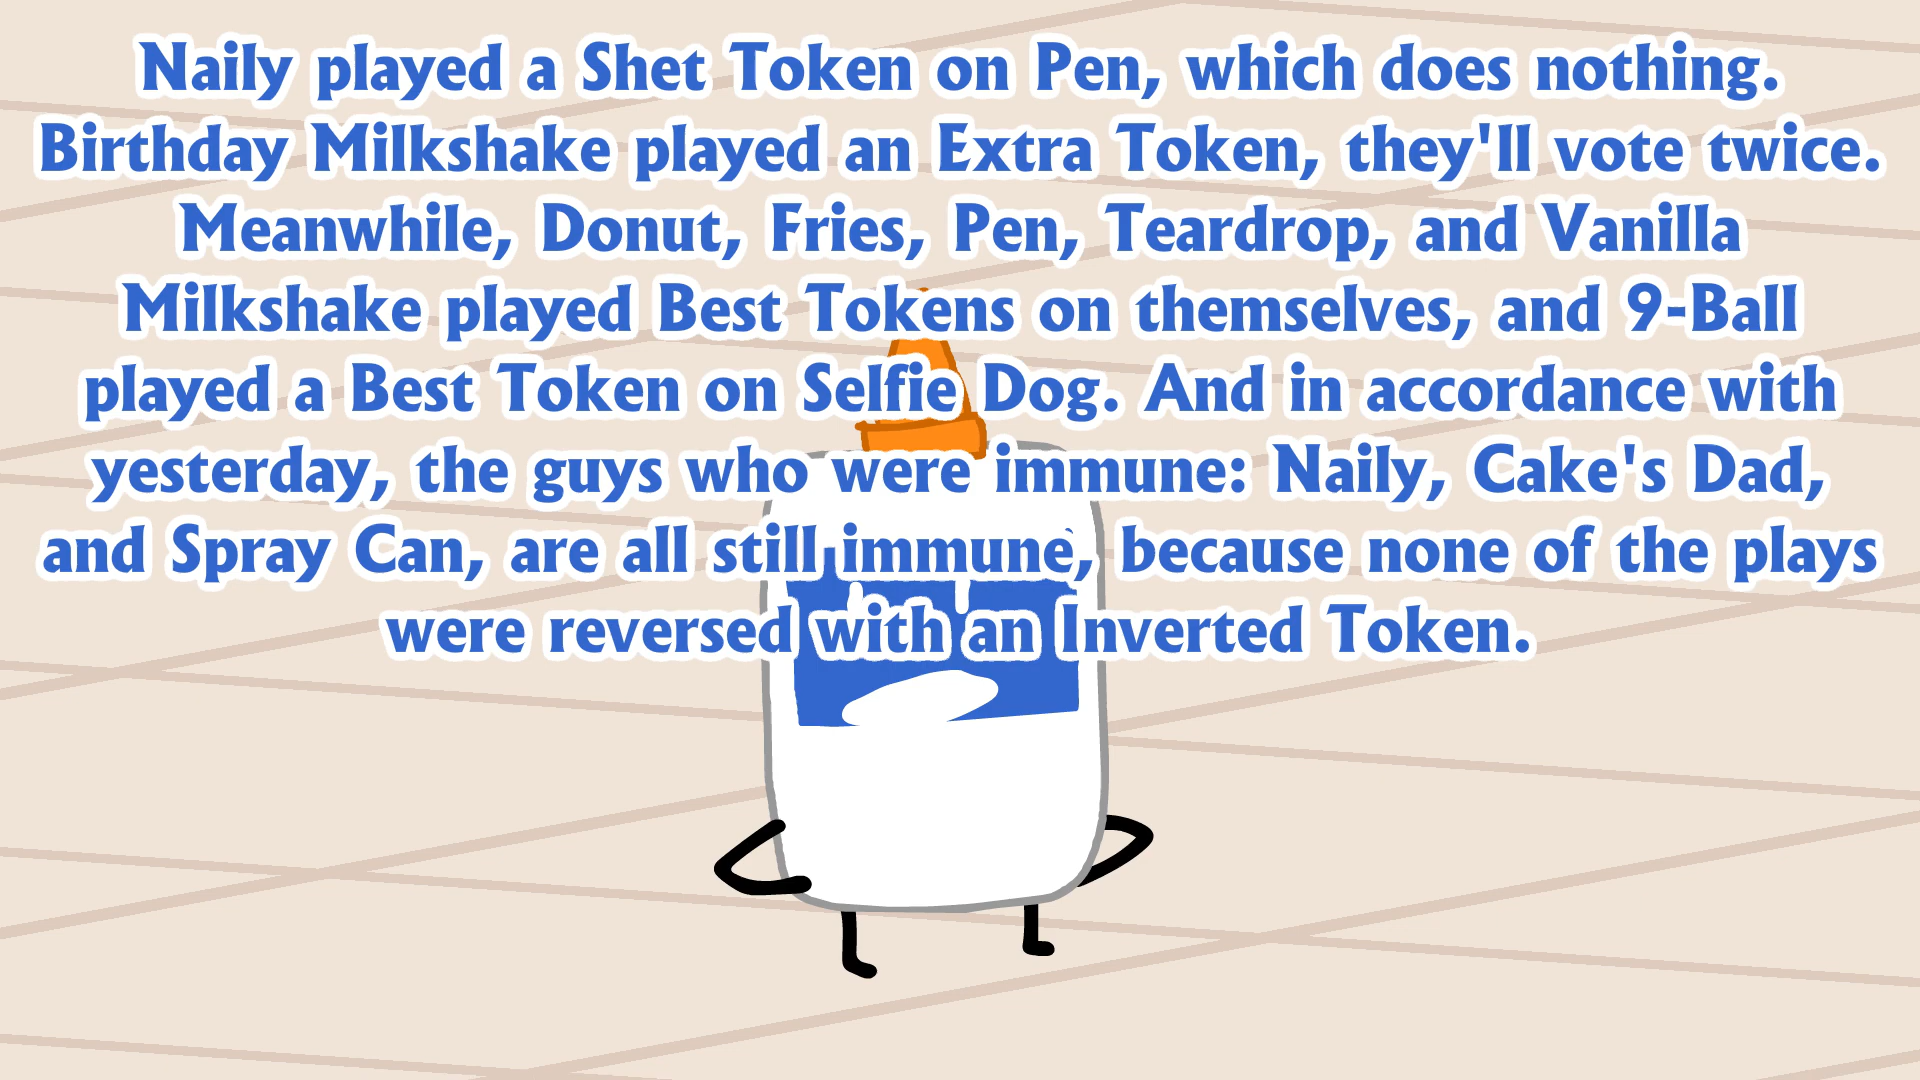 Naily played a Shet Token on Pen, which does nothing.
Birthday Milkshake played an Extra Token, they'll vote twice.
Meanwhile, Donut, Fries, Pen, Teardrop, and Vanilla
Milkshake played Best Tokens on themselves, and 9-Ball
played a Best Token on Selfie Dog. And in accordance with
yesterday, the guys who were immune: Naily, Cake's Dad,
and Spray Can, are all still immune, because none of the plays
were reversed with an Inverted Token.